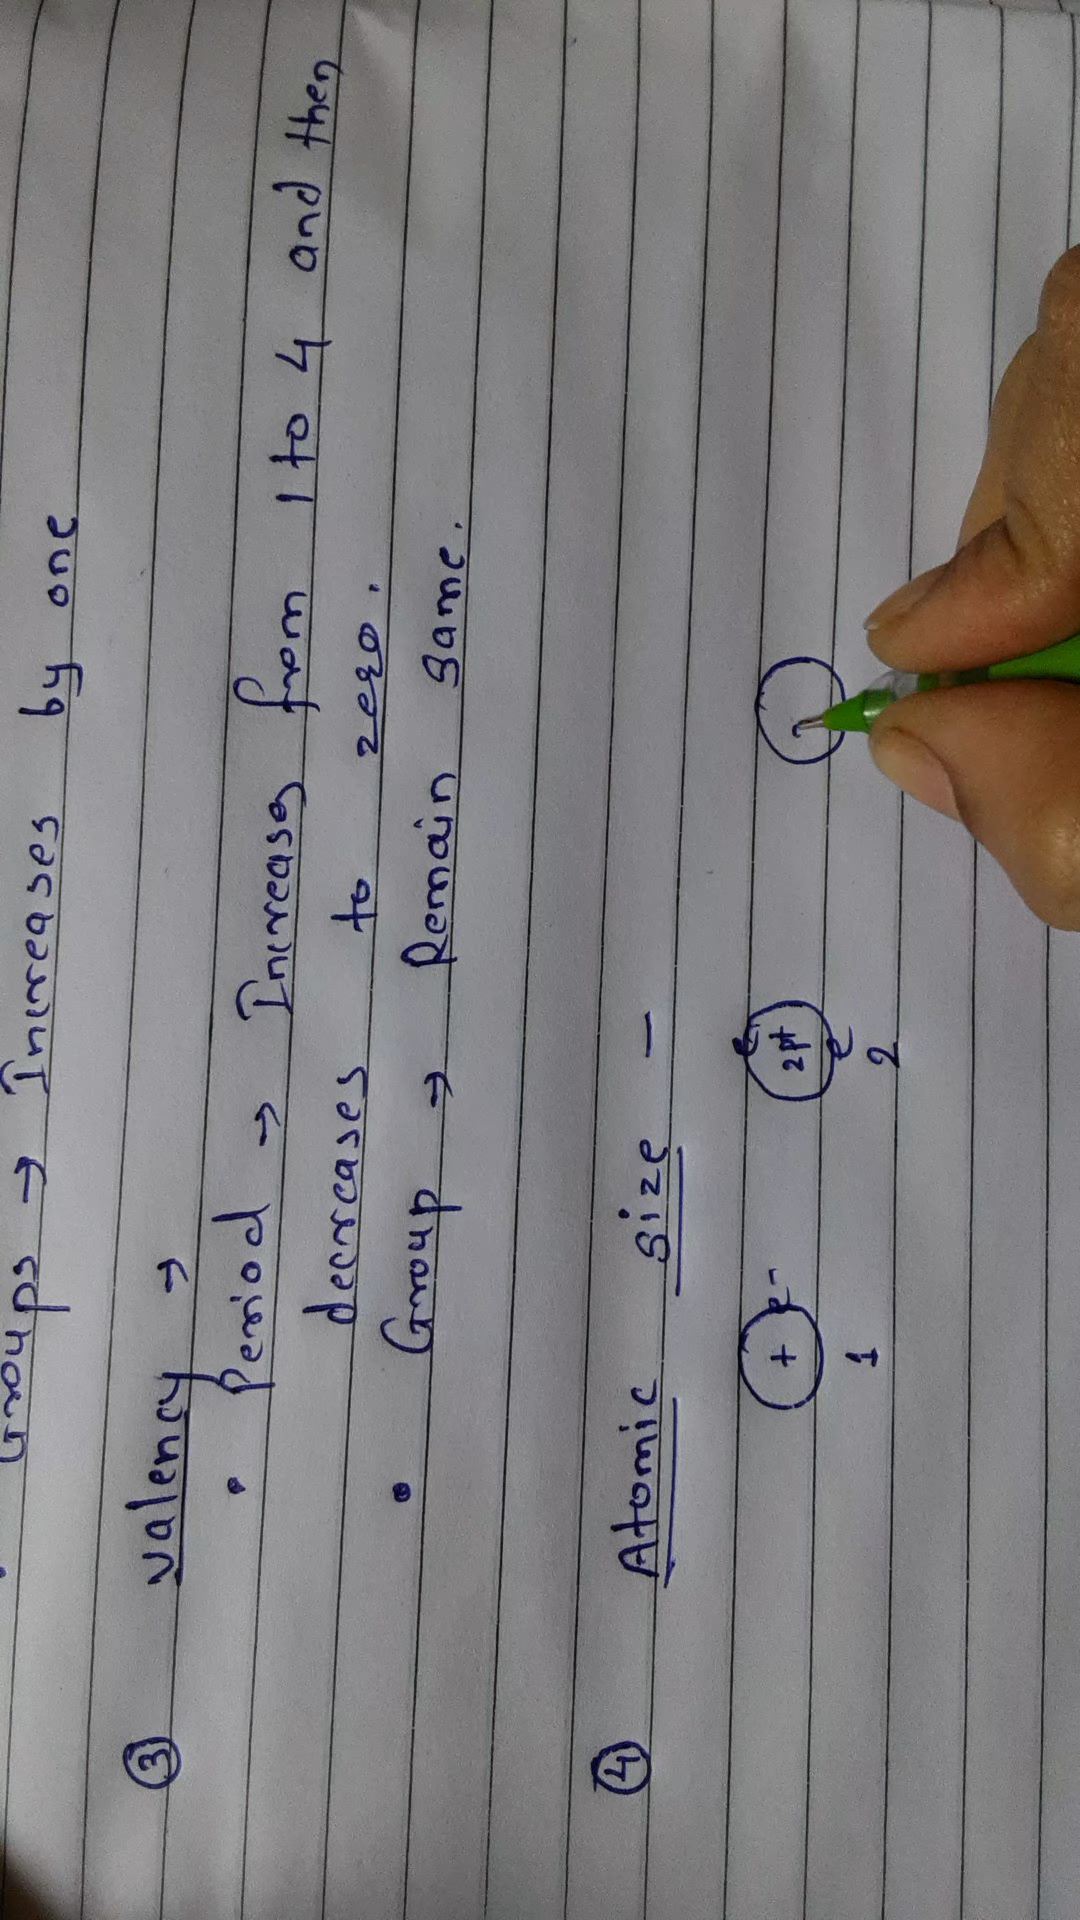 Groups → Increases by one
③ Valency →
• Period → Increases from 1 to 4 and then
decreases to zero.
• Group → Remain same.
④ Atomic size –
+ e- e 2p+ e
1 2